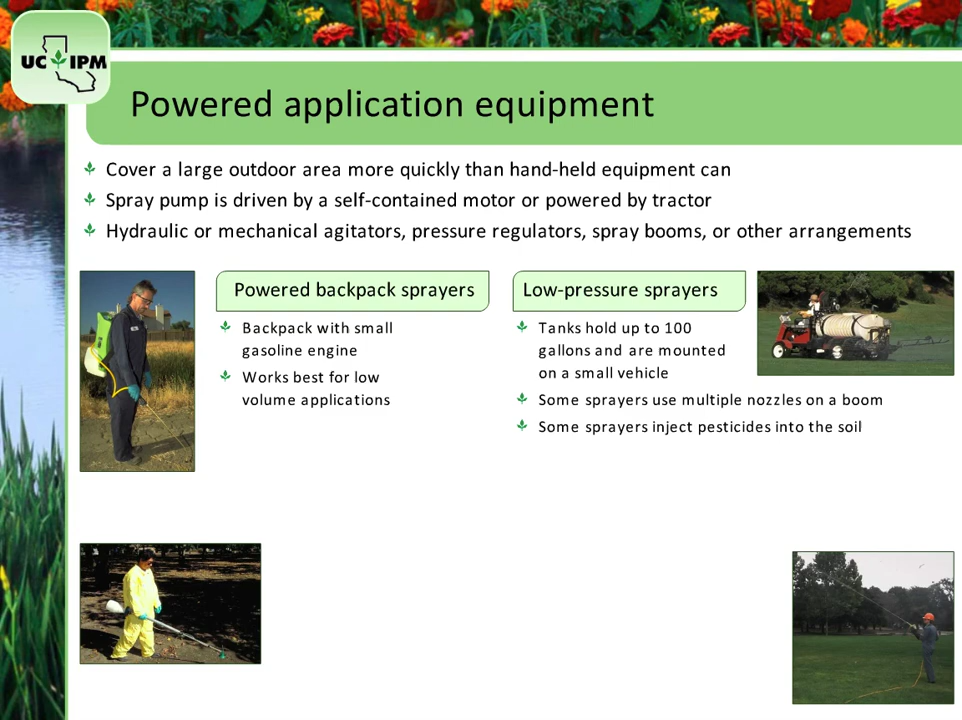 UC IPM
Powered application equipment
Cover a large outdoor area more quickly than hand-held equipment can
Spray pump is driven by a self-contained motor or powered by tractor
Hydraulic or mechanical agitators, pressure regulators, spray booms, or other arrangements
Powered backpack sprayers
Backpack with small
gasoline engine
Works best for low
volume applications
Low-pressure sprayers
Tanks hold up to 100
gallons and are mounted
on a small vehicle
Some sprayers use multiple nozzles on a boom
Some sprayers inject pesticides into the soil